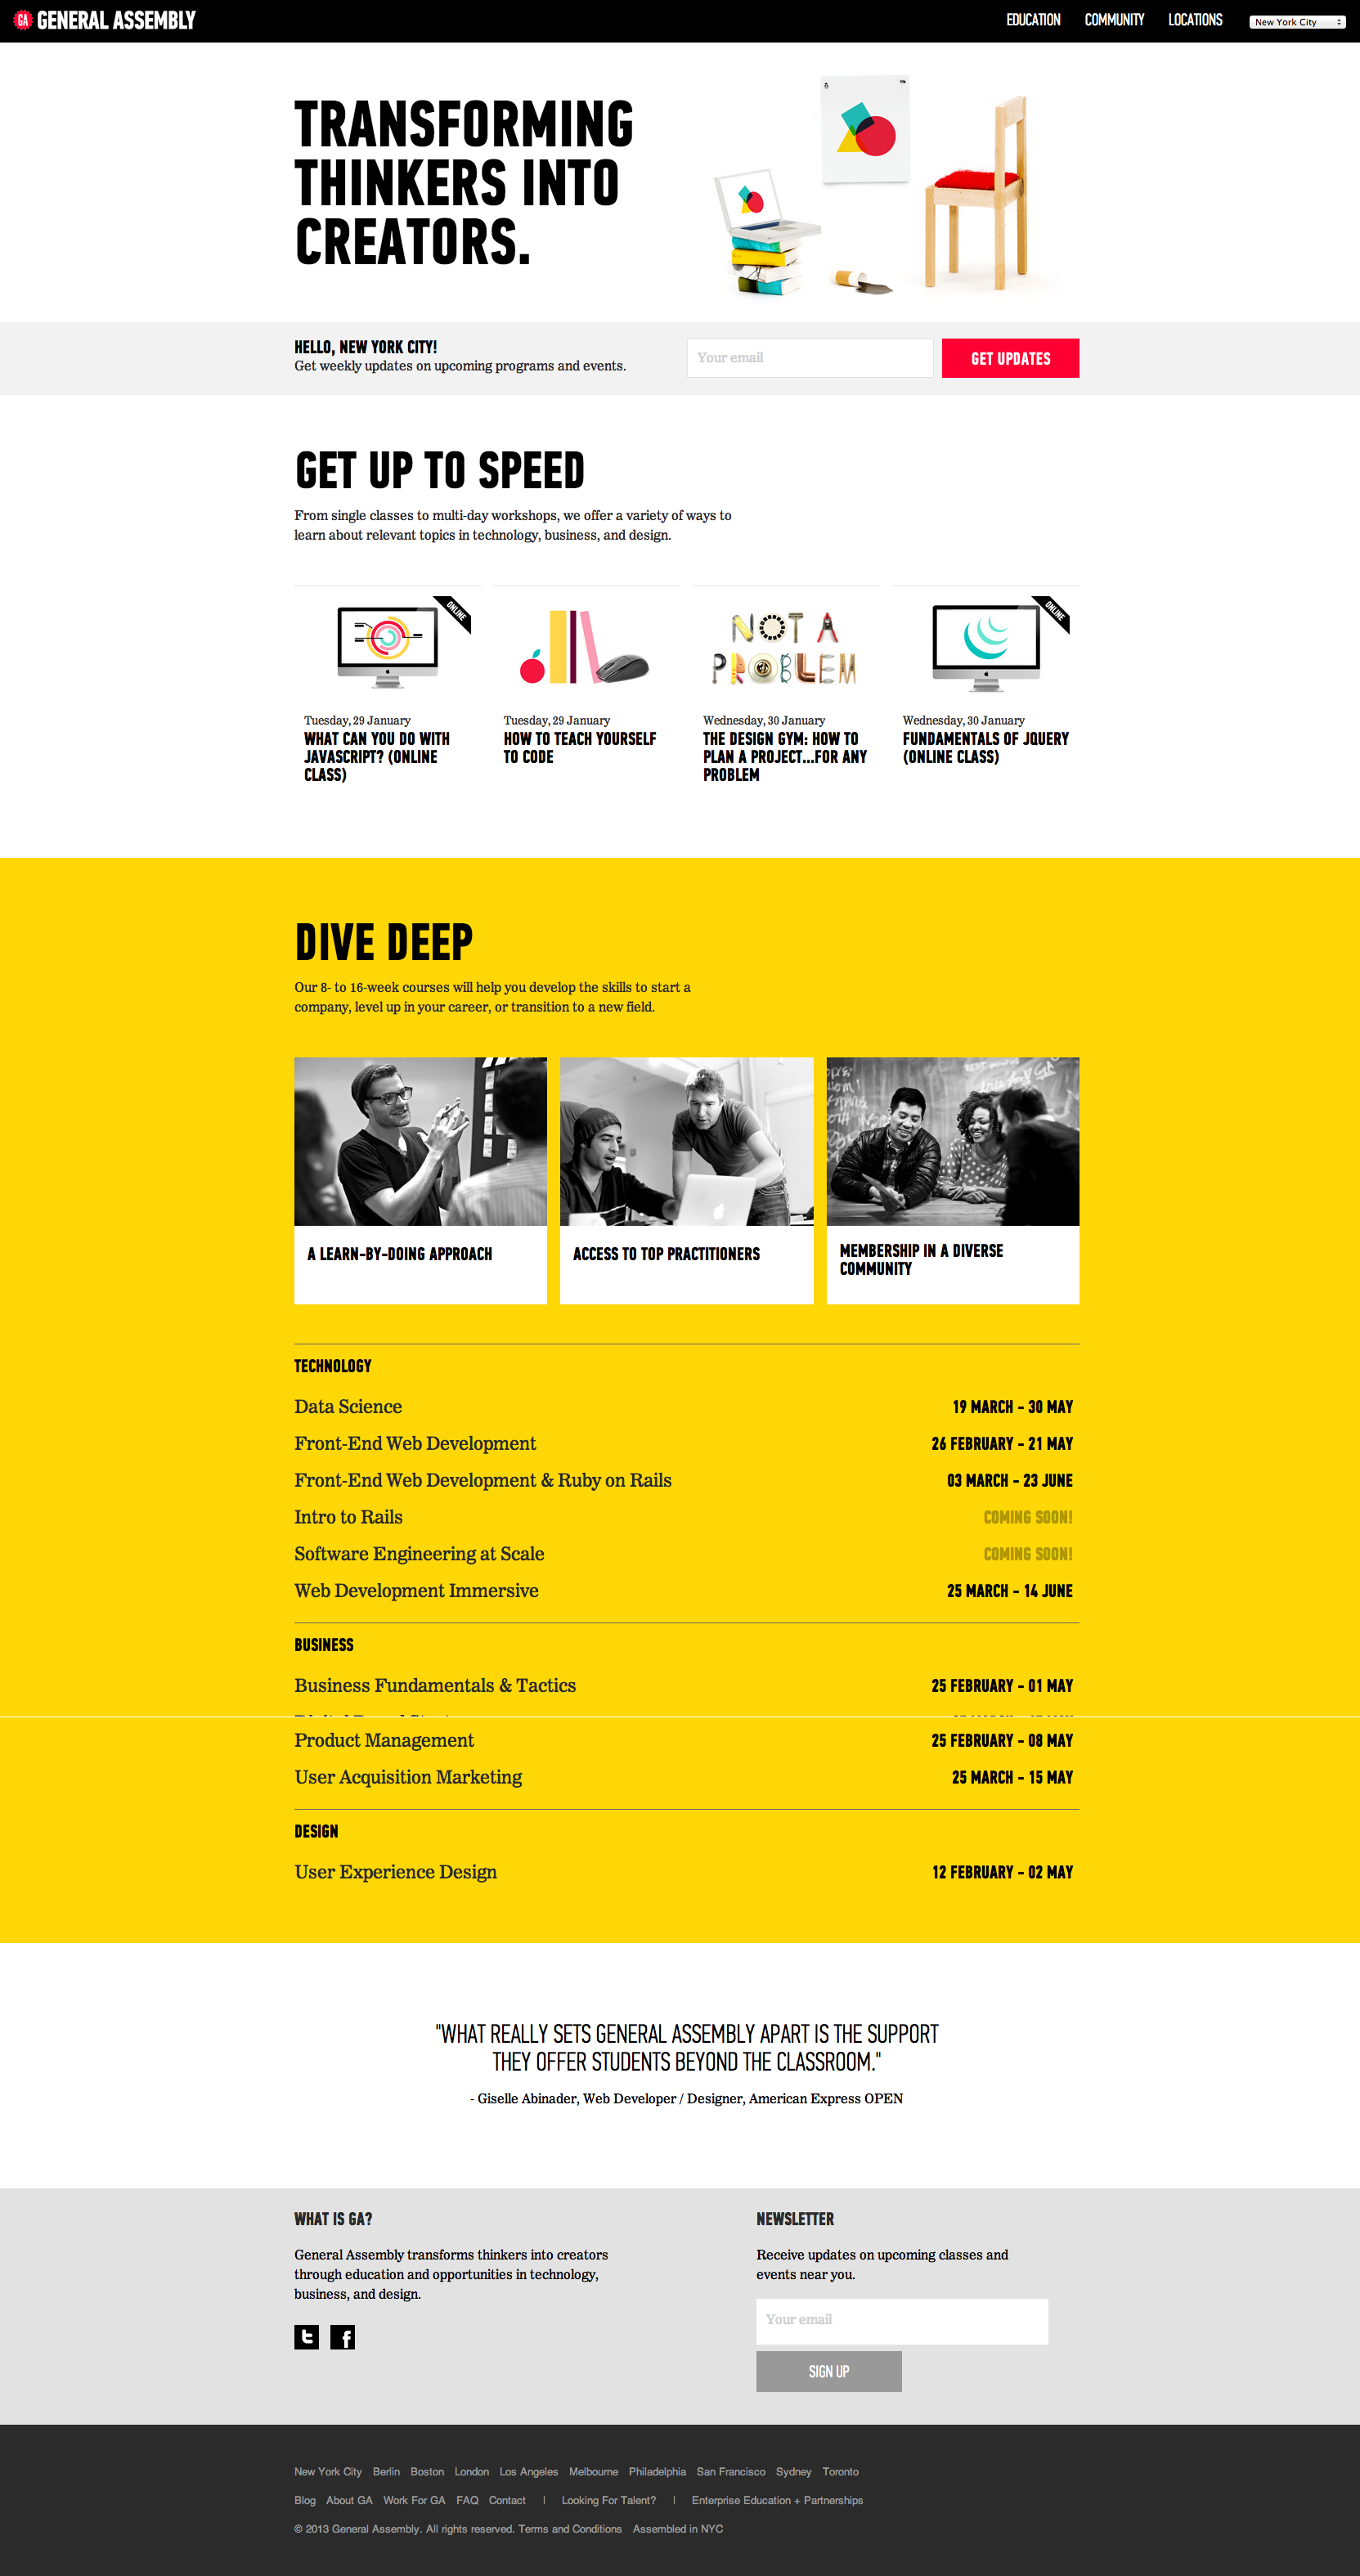 GA GENERAL ASSEMBLY
EDUCATION COMMUNITY LOCATIONS New York City
TRANSFORMING
THINKERS INTO
CREATORS.
HELLO, NEW YORK CITY!
Get weekly updates on upcoming programs and events.
Your email
GET UPDATES
GET UP TO SPEED
From single classes to multi-day workshops, we offer a variety of ways to
learn about relevant topics in technology, business, and design.
ONLINE
Tuesday, 29 January
WHAT CAN YOU DO WITH
JAVASCRIPT? (ONLINE
CLASS)
Tuesday, 29 January
HOW TO TEACH YOURSELF
TO CODE
NOT A
PROBLEM
Wednesday, 30 January
THE DESIGN GYM: HOW TO
PLAN A PROJECT...FOR ANY
PROBLEM
ONLINE
Wednesday, 30 January
FUNDAMENTALS OF JQUERY
(ONLINE CLASS)
DIVE DEEP
Our 8- to 16-week courses will help you develop the skills to start a
company, level up in your career, or transition to a new field.
A LEARN-BY-DOING APPROACH
ACCESS TO TOP PRACTITIONERS
MEMBERSHIP IN A DIVERSE
COMMUNITY
TECHNOLOGY
Data Science 19 MARCH - 30 MAY
Front-End Web Development 26 FEBRUARY - 21 MAY
Front-End Web Development & Ruby on Rails 03 MARCH - 23 JUNE
Intro to Rails COMING SOON!
Software Engineering at Scale COMING SOON!
Web Development Immersive 25 MARCH - 14 JUNE
BUSINESS
Business Fundamentals & Tactics 25 FEBRUARY - 01 MAY
Product Management 25 FEBRUARY - 08 MAY
User Acquisition Marketing 25 MARCH - 15 MAY
DESIGN
User Experience Design 12 FEBRUARY - 02 MAY
"WHAT REALLY SETS GENERAL ASSEMBLY APART IS THE SUPPORT
THEY OFFER STUDENTS BEYOND THE CLASSROOM."
- Giselle Abinader, Web Developer / Designer, American Express OPEN
WHAT IS GA?
General Assembly transforms thinkers into creators
through education and opportunities in technology,
business, and design.
NEWSLETTER
Receive updates on upcoming classes and
events near you.
Your email
SIGN UP
New York City Berlin Boston London Los Angeles Melbourne Philadelphia San Francisco Sydney Toronto
Blog About GA Work For GA FAQ Contact | Looking For Talent? | Enterprise Education + Partnerships
© 2013 General Assembly. All rights reserved. Terms and Conditions Assembled in NYC